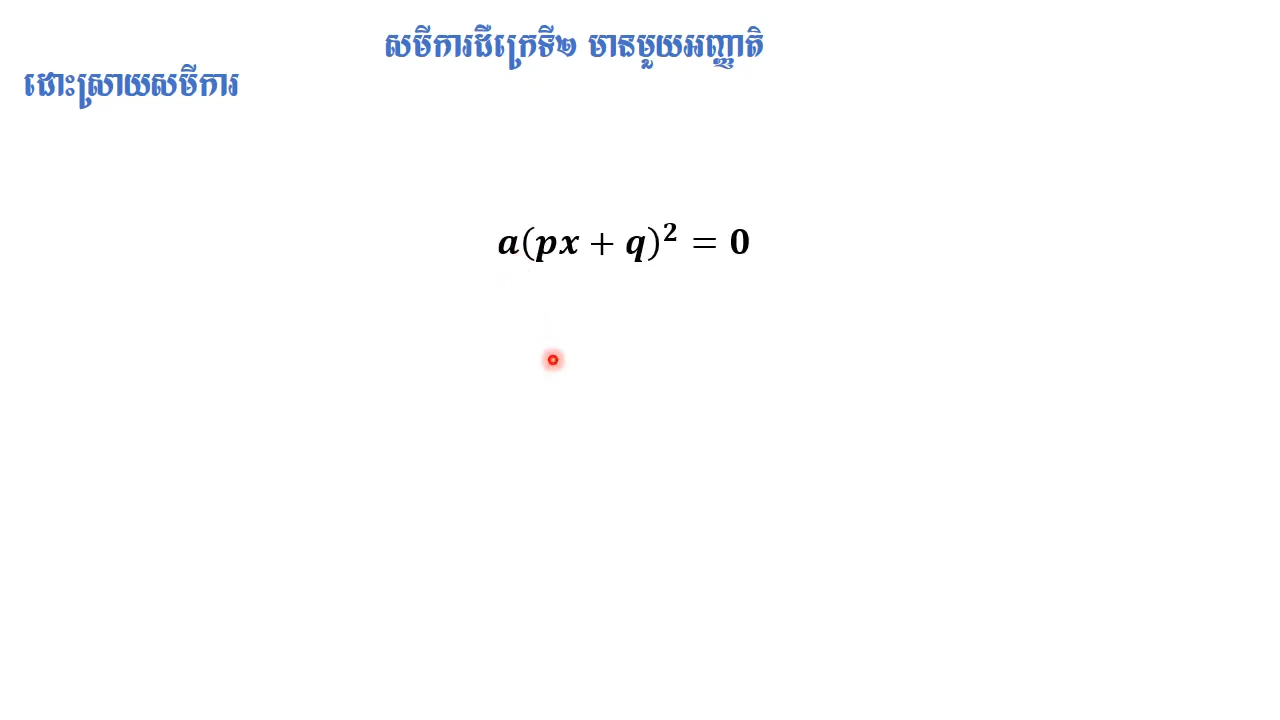 សមីការដឺក្រេទី២ មានមួយអញ្ញាតិ
ដោះស្រាយសមីការ
a(px + q)² = 0